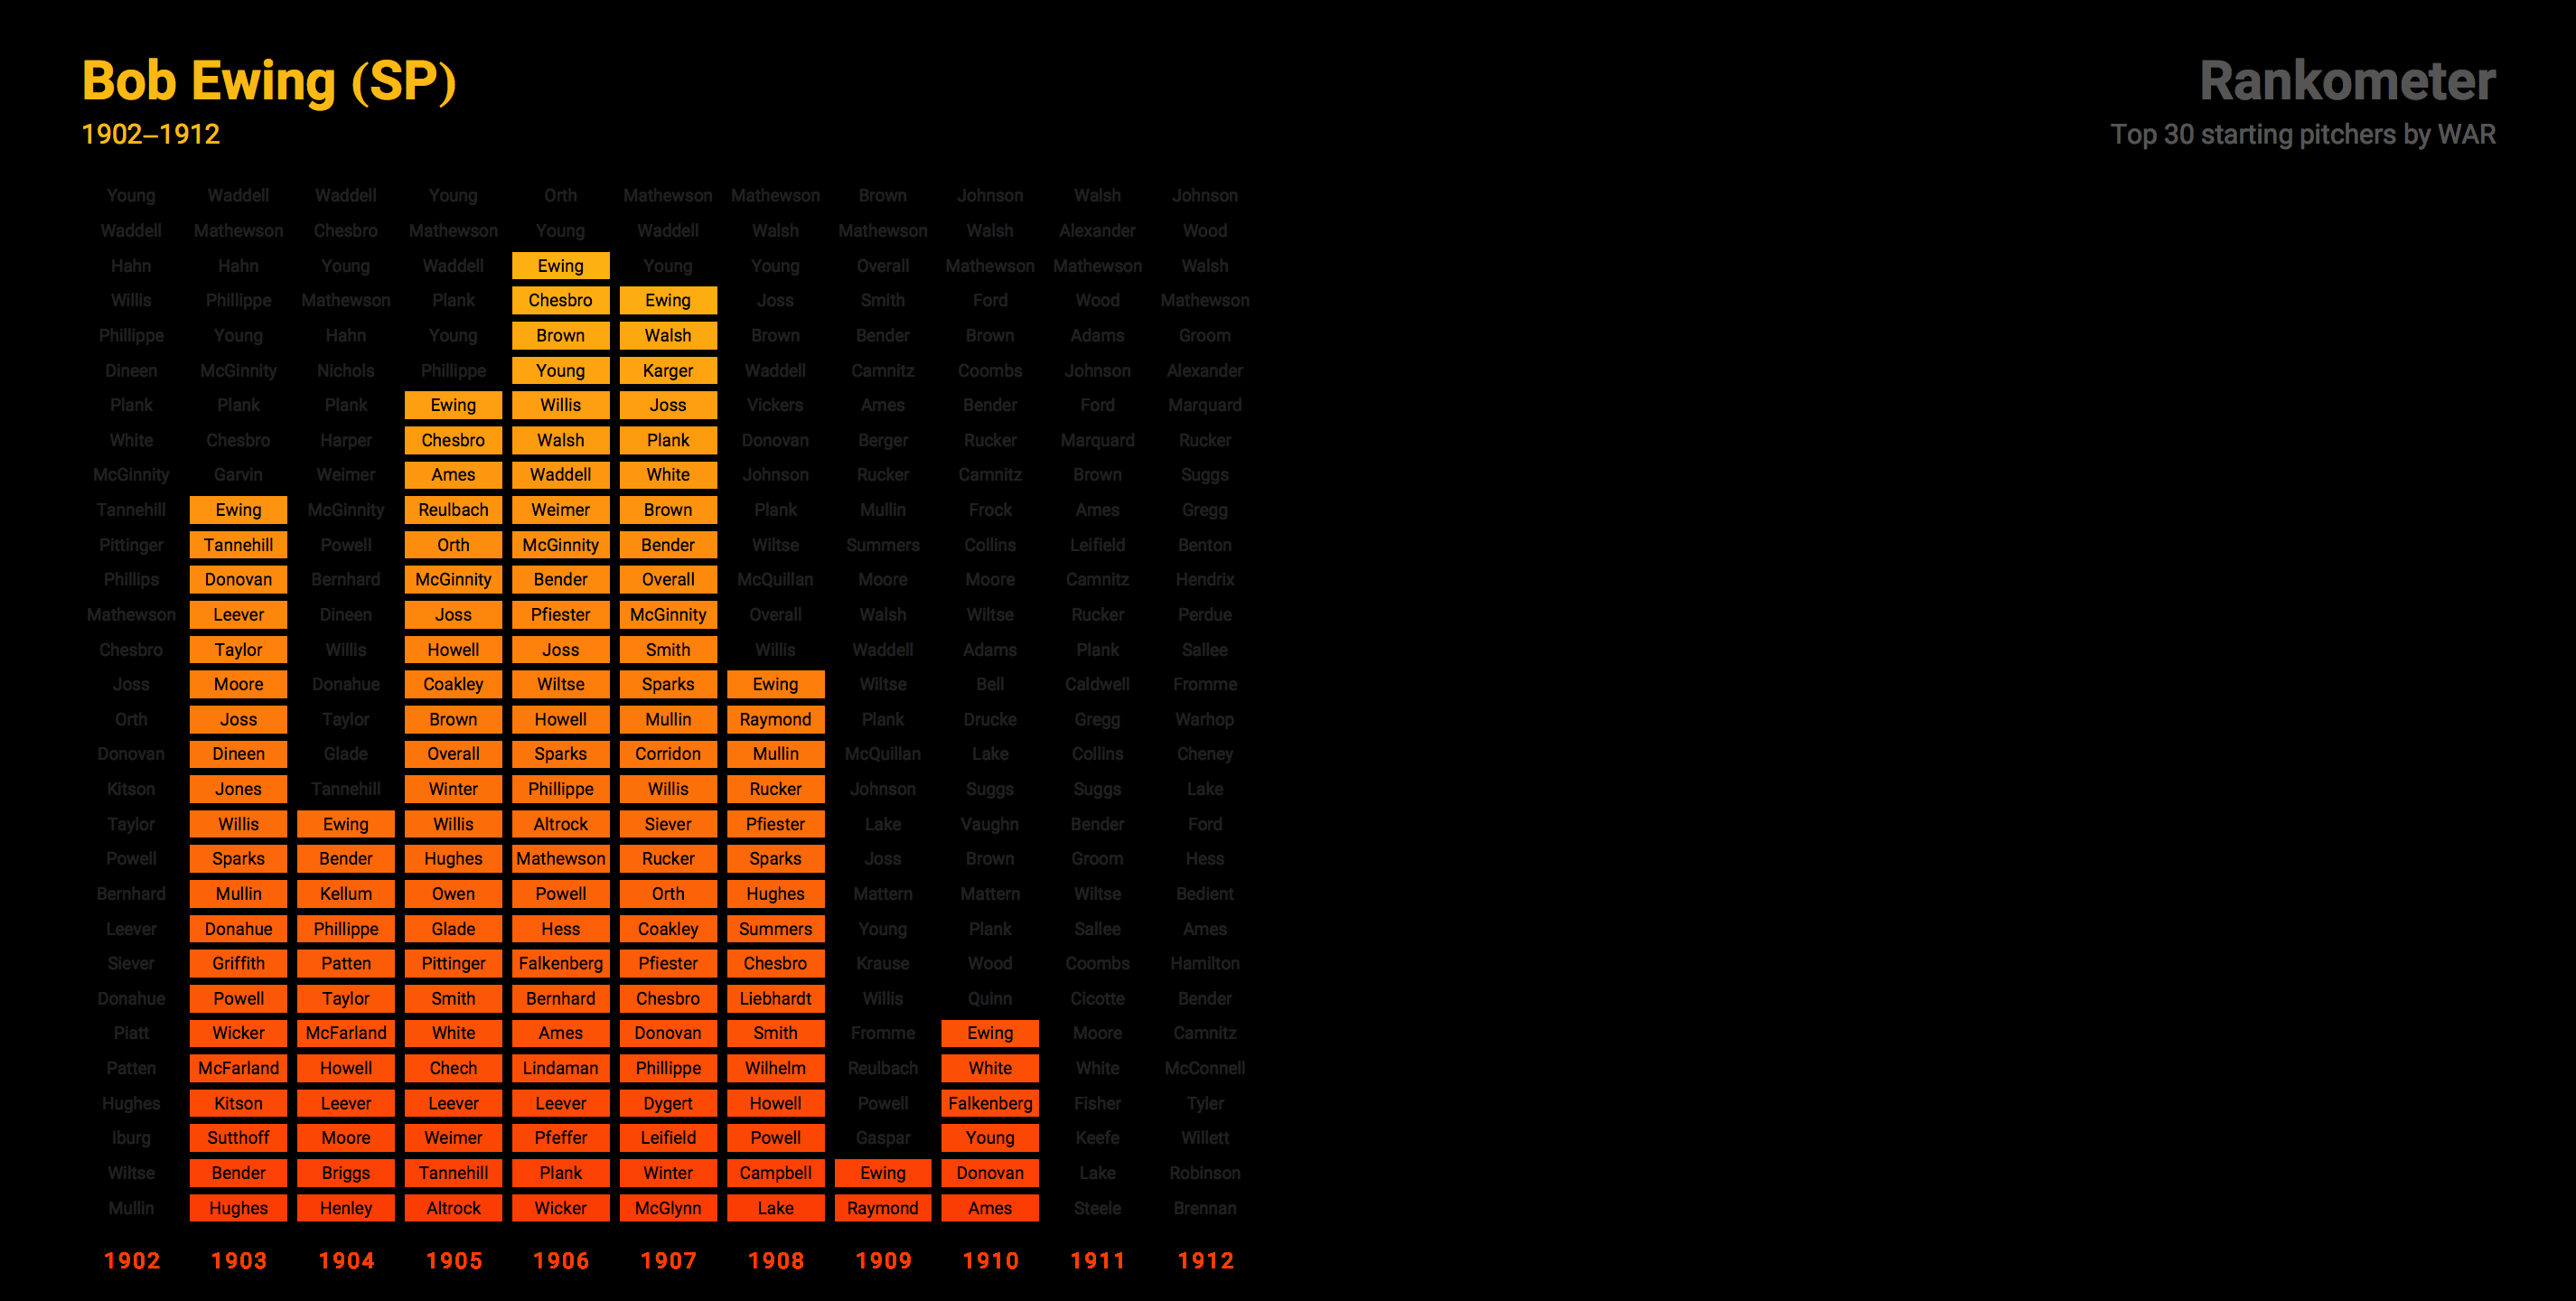 Bob Ewing (SP)
1902–1912
Rankometer
Top 30 starting pitchers by WAR
Young Waddell Waddell Young Orth Mathewson Mathewson Brown Johnson Walsh Johnson
Waddell Mathewson Chesbro Mathewson Young Waddell Walsh Mathewson Walsh Alexander Wood
Hahn Hahn Young Waddell Ewing Young Young Overall Mathewson Mathewson Walsh
Willis Phillippe Mathewson Plank Chesbro Ewing Joss Smith Ford Wood Mathewson
Phillippe Young Hahn Young Brown Walsh Brown Bender Brown Adams Groom
Dineen McGinnity Nichols Phillippe Young Karger Waddell Camnitz Coombs Johnson Alexander
Plank Plank Plank Ewing Willis Joss Vickers Ames Bender Ford Marquard
White Chesbro Harper Chesbro Walsh Plank Donovan Berger Rucker Marquard Rucker
McGinnity Garvin Weimer Ames Waddell White Johnson Rucker Camnitz Brown Suggs
Tannehill Ewing McGinnity Reulbach Weimer Brown Plank Mullin Frock Ames Gregg
Pittinger Tannehill Powell Orth McGinnity Bender Wiltse Summers Collins Leifield Benton
Phillips Donovan Bernhard McGinnity Bender Overall McQuillan Moore Moore Camnitz Hendrix
Mathewson Leever Dineen Joss Pfiester McGinnity Overall Walsh Wiltse Rucker Perdue
Chesbro Taylor Willis Howell Joss Smith Willis Waddell Adams Plank Sallee
Joss Moore Donahue Coakley Wiltse Sparks Ewing Wiltse Bell Caldwell Fromme
Orth Joss Taylor Brown Howell Mullin Raymond Plank Drucke Gregg Warhop
Donovan Dineen Glade Overall Sparks Corridon Mullin McQuillan Lake Collins Cheney
Kitson Jones Tannehill Winter Phillippe Willis Rucker Johnson Suggs Suggs Lake
Taylor Willis Ewing Willis Altrock Siever Pfiester Lake Vaughn Bender Ford
Powell Sparks Bender Hughes Mathewson Rucker Sparks Joss Brown Groom Hess
Bernhard Mullin Kellum Owen Powell Orth Hughes Mattern Mattern Wiltse Bedient
Leever Donahue Phillippe Glade Hess Coakley Summers Young Plank Sallee Ames
Siever Griffith Patten Pittinger Falkenberg Pfiester Chesbro Krause Wood Coombs Hamilton
Donahue Powell Taylor Smith Bernhard Chesbro Liebhardt Willis Quinn Cicotte Bender
Piatt Wicker McFarland White Ames Donovan Smith Fromme Ewing Moore Camnitz
Patten McFarland Howell Chech Lindaman Phillippe Wilhelm Reulbach White White McConnell
Hughes Kitson Leever Leever Leever Dygert Howell Powell Falkenberg Fisher Tyler
Iburg Sutthoff Moore Weimer Pfeffer Leifield Powell Gaspar Young Keefe Willett
Wiltse Bender Briggs Tannehill Plank Winter Campbell Ewing Donovan Lake Robinson
Mullin Hughes Henley Altrock Wicker McGlynn Lake Raymond Ames Steele Brennan
1902 1903 1904 1905 1906 1907 1908 1909 1910 1911 1912